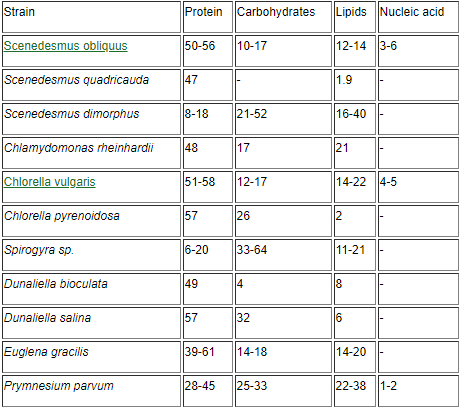 Strain Protein Carbohydrates Lipids Nucleic acid
Scenedesmus obliquus 50-56 10-17 12-14 3-6
Scenedesmus quadricauda 47 - 1.9 -
Scenedesmus dimorphus 8-18 21-52 16-40 -
Chlamydomonas rheinhardii 48 17 21 -
Chlorella vulgaris 51-58 12-17 14-22 4-5
Chlorella pyrenoidosa 57 26 2 -
Spirogyra sp. 6-20 33-64 11-21 -
Dunaliella bioculata 49 4 8 -
Dunaliella salina 57 32 6 -
Euglena gracilis 39-61 14-18 14-20 -
Prymnesium parvum 28-45 25-33 22-38 1-2